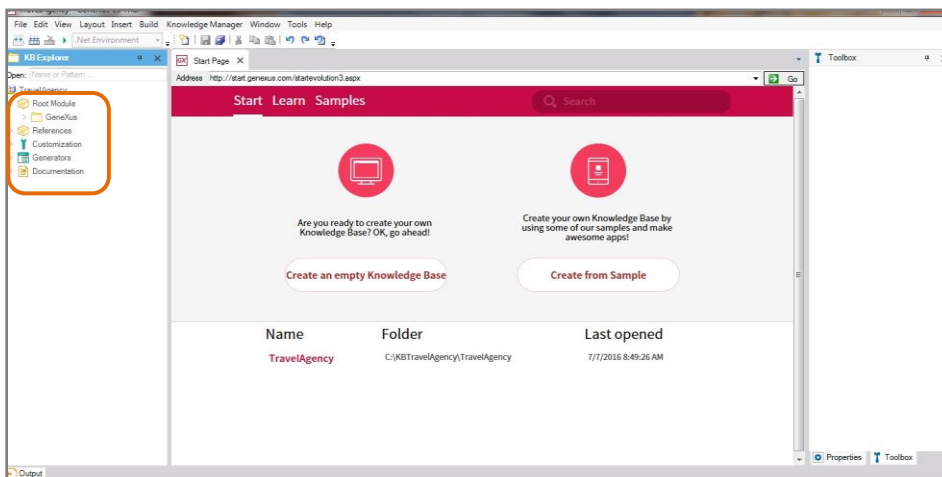 File Edit View Layout Insert Build Knowledge Manager Window Tools Help
.Net Environment
KB Explorer
Open: Name or Pattern ...
TravelAgency
Root Module
GeneXus
References
Customization
Generators
Documentation
GX Start Page X
Address http://start.genexus.com/startevolution3.aspx Go
Start Learn Samples
Search
Are you ready to create your own
Knowledge Base? OK, go ahead!
Create an empty Knowledge Base
Create your own Knowledge Base by
using some of our samples and make
awesome apps!
Create from Sample
Name Folder Last opened
TravelAgency C:\KBTravelAgency\TravelAgency 7/7/2016 8:49:26 AM
Toolbox
Properties Toolbox
Output